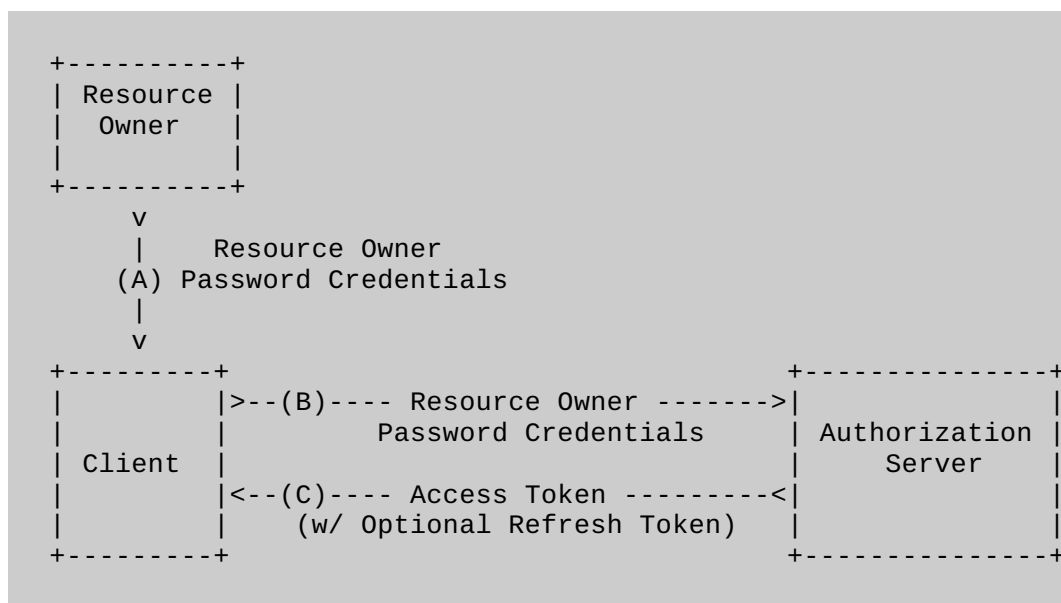 +----------+
| Resource |
|  Owner   |
|          |
+----------+
     v
     |    Resource Owner
    (A) Password Credentials
     |
     v
+---------+                                  +---------------+
|         |>--(B)---- Resource Owner ------->|               |
|         |         Password Credentials     | Authorization |
| Client  |                                  |     Server    |
|         |<--(C)---- Access Token ---------<|               |
|         |    (w/ Optional Refresh Token)   |               |
+---------+                                  +---------------+